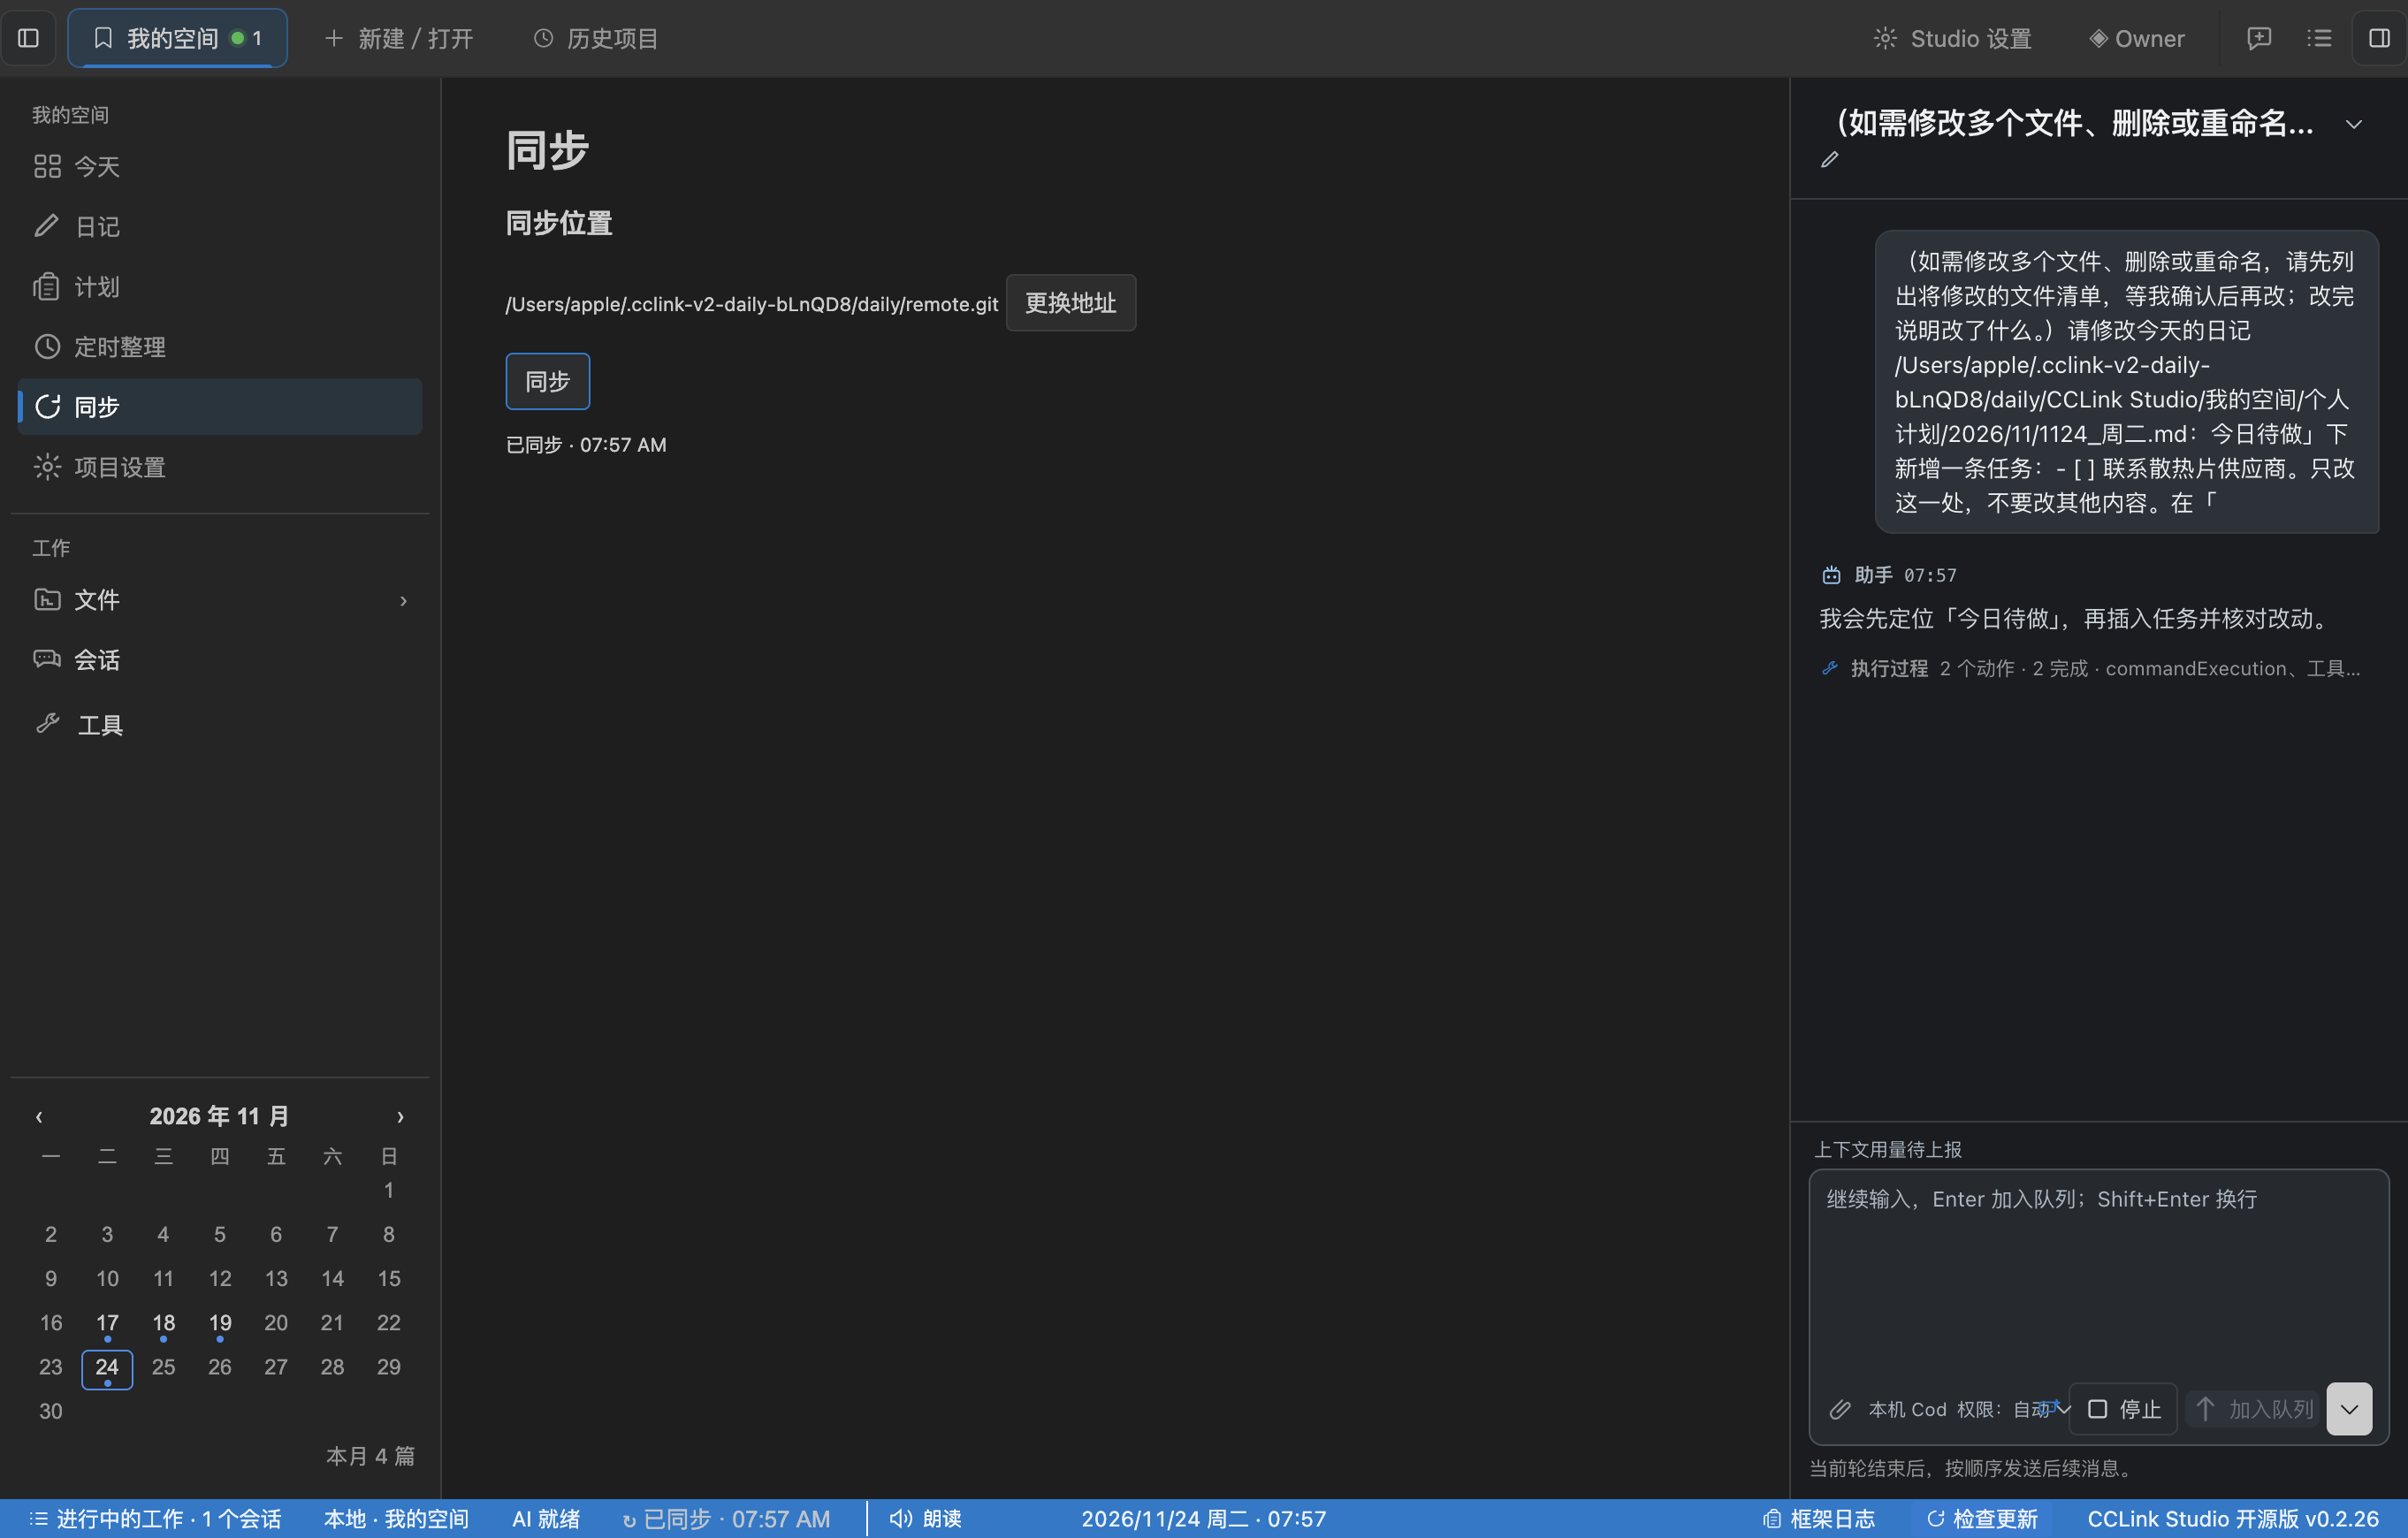 我的空间 1
新建 / 打开
历史项目
Studio 设置
Owner
我的空间
今天
日记
计划
定时整理
同步
项目设置
工作
文件
会话
工具
2026 年 11 月
一 二 三 四 五 六 日
1
2 3 4 5 6 7 8
9 10 11 12 13 14 15
16 17 18 19 20 21 22
23 24 25 26 27 28 29
30
本月 4 篇
同步
同步位置
/Users/apple/.cclink-v2-daily-bLnQD8/daily/remote.git 更换地址
同步
已同步 · 07:57 AM
（如需修改多个文件、删除或重命名...
（如需修改多个文件、删除或重命名，请先列
出将修改的文件清单，等我确认后再改；改完
说明改了什么。）请修改今天的日记
/Users/apple/.cclink-v2-daily-
bLnQD8/daily/CCLink Studio/我的空间/个人
计划/2026/11/1124_周二.md：今日待做」下
新增一条任务：- [ ] 联系散热片供应商。只改
这一处，不要改其他内容。在「
助手 07:57
我会先定位「今日待做」，再插入任务并核对改动。
执行过程 2 个动作 · 2 完成 · commandExecution、工具...
上下文用量待上报
继续输入，Enter 加入队列；Shift+Enter 换行
本机 Cod 权限：自动 停止 加入队列
当前轮结束后，按顺序发送后续消息。
进行中的工作 · 1 个会话 本地 · 我的空间 AI 就绪 已同步 · 07:57 AM 朗读 2026/11/24 周二 · 07:57 框架日志 检查更新 CCLink Studio 开源版 v0.2.26